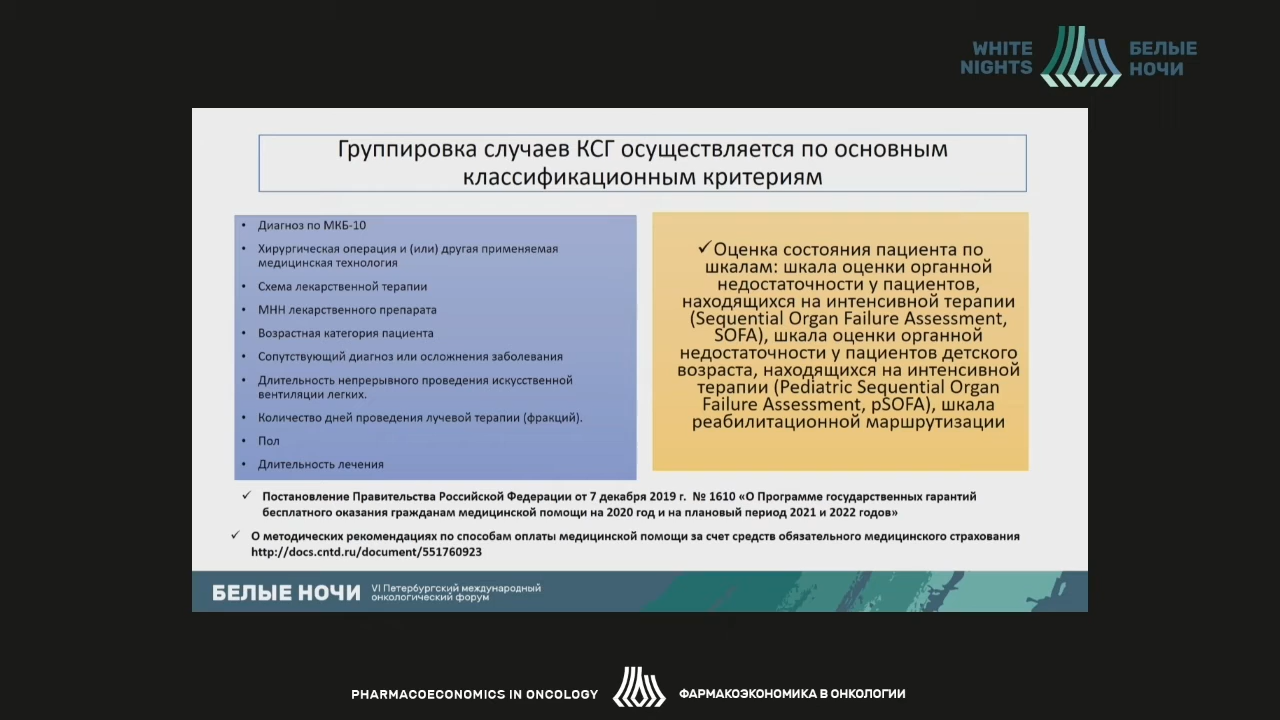 WHITE
NIGHTS
БЕЛЫЕ
НОЧИ
Группировка случаев КСГ осуществляется по основным
классификационным критериям
• Диагноз по МКБ-10
• Хирургическая операция и (или) другая применяемая
медицинская технология
• Схема лекарственной терапии
• МНН лекарственного препарата
• Возрастная категория пациента
• Сопутствующий диагноз или осложнения заболевания
• Длительность непрерывного проведения искусственной
вентиляции легких.
• Количество дней проведения лучевой терапии (фракций).
• Пол
• Длительность лечения
✓Оценка состояния пациента по
шкалам: шкала оценки органной
недостаточности у пациентов,
находящихся на интенсивной терапии
(Sequential Organ Failure Assessment,
SOFA), шкала оценки органной
недостаточности у пациентов детского
возраста, находящихся на интенсивной
терапии (Pediatric Sequential Organ
Failure Assessment, pSOFA), шкала
реабилитационной маршрутизации
✓ Постановление Правительства Российской Федерации от 7 декабря 2019 г. № 1610 «О Программе государственных гарантий
бесплатного оказания гражданам медицинской помощи на 2020 год и на плановый период 2021 и 2022 годов»
✓ О методических рекомендациях по способам оплаты медицинской помощи за счет средств обязательного медицинского страхования
http://docs.cntd.ru/document/551760923
БЕЛЫЕ НОЧИ
VI Петербургский международный
онкологический форум
PHARMACOECONOMICS IN ONCOLOGY
ФАРМАКОЭКОНОМИКА В ОНКОЛОГИИ